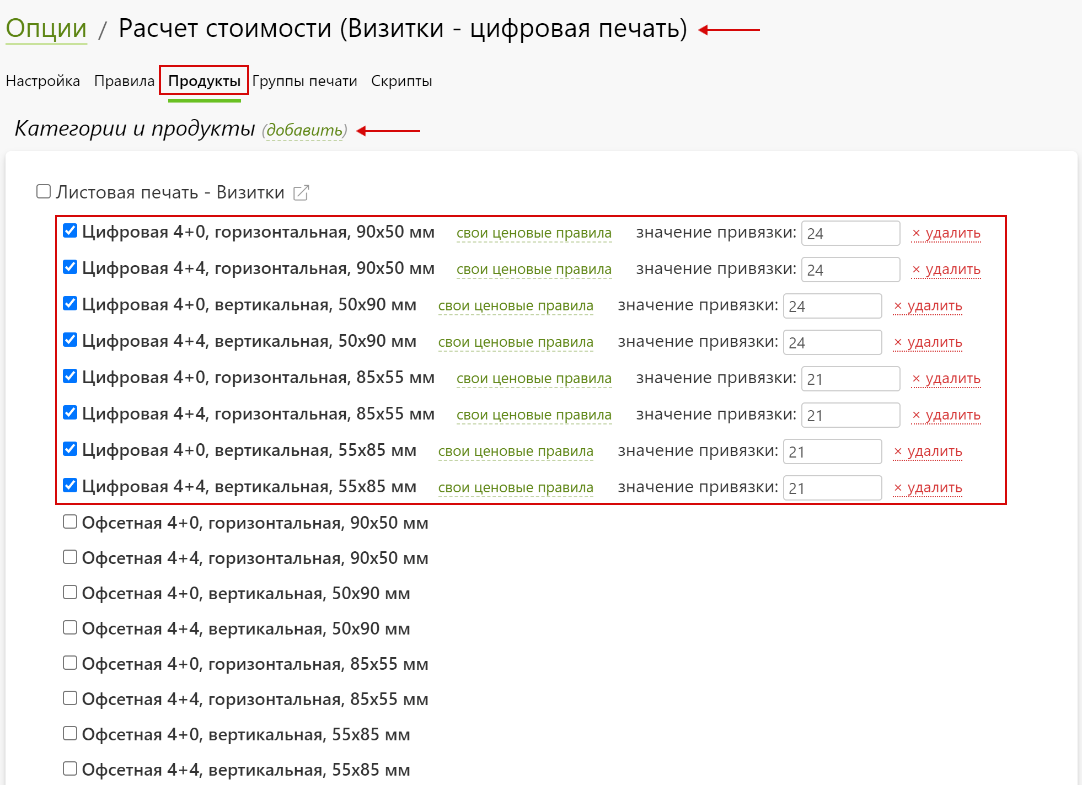 Опции / Расчет стоимости (Визитки - цифровая печать)
Настройка Правила Продукты Группы печати Скрипты
Категории и продукты (добавить)
Листовая печать - Визитки
Цифровая 4+0, горизонтальная, 90x50 мм свои ценовые правила значение привязки: 24 × удалить
Цифровая 4+4, горизонтальная, 90x50 мм свои ценовые правила значение привязки: 24 × удалить
Цифровая 4+0, вертикальная, 50x90 мм свои ценовые правила значение привязки: 24 × удалить
Цифровая 4+4, вертикальная, 50x90 мм свои ценовые правила значение привязки: 24 × удалить
Цифровая 4+0, горизонтальная, 85x55 мм свои ценовые правила значение привязки: 21 × удалить
Цифровая 4+4, горизонтальная, 85x55 мм свои ценовые правила значение привязки: 21 × удалить
Цифровая 4+0, вертикальная, 55x85 мм свои ценовые правила значение привязки: 21 × удалить
Цифровая 4+4, вертикальная, 55x85 мм свои ценовые правила значение привязки: 21 × удалить
Офсетная 4+0, горизонтальная, 90x50 мм
Офсетная 4+4, горизонтальная, 90x50 мм
Офсетная 4+0, вертикальная, 50x90 мм
Офсетная 4+4, вертикальная, 50x90 мм
Офсетная 4+0, горизонтальная, 85x55 мм
Офсетная 4+4, горизонтальная, 85x55 мм
Офсетная 4+0, вертикальная, 55x85 мм
Офсетная 4+4, вертикальная, 55x85 мм